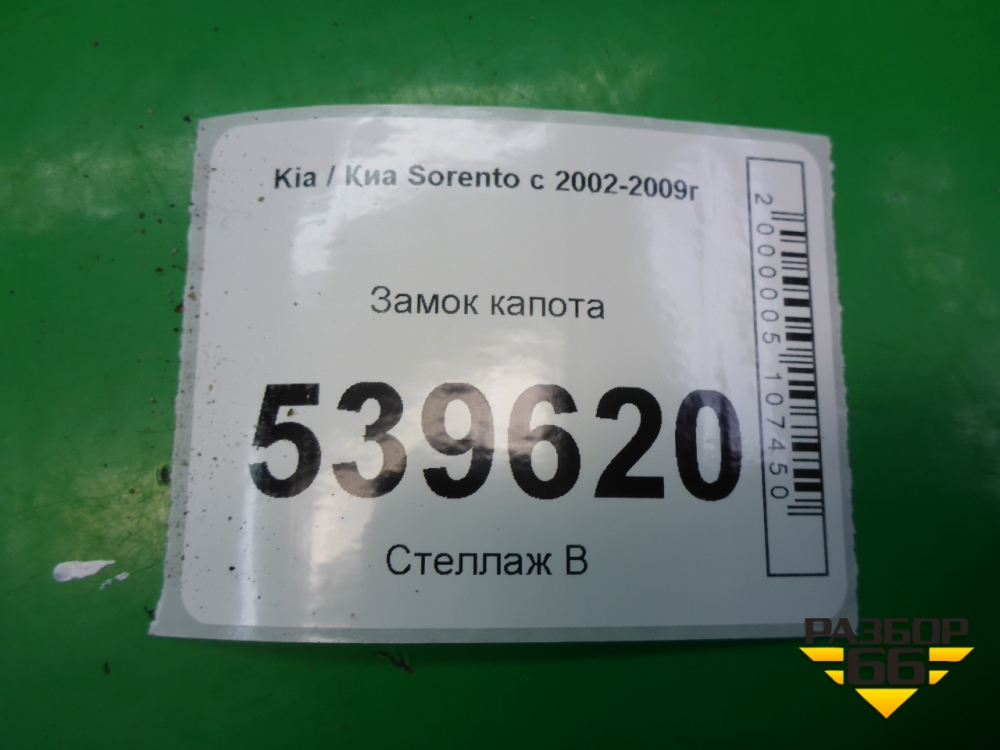 Kia / Киа Sorento с 2002-2009г
Замок капота
539620
Стеллаж В
2000005107450
РАЗБОР
66